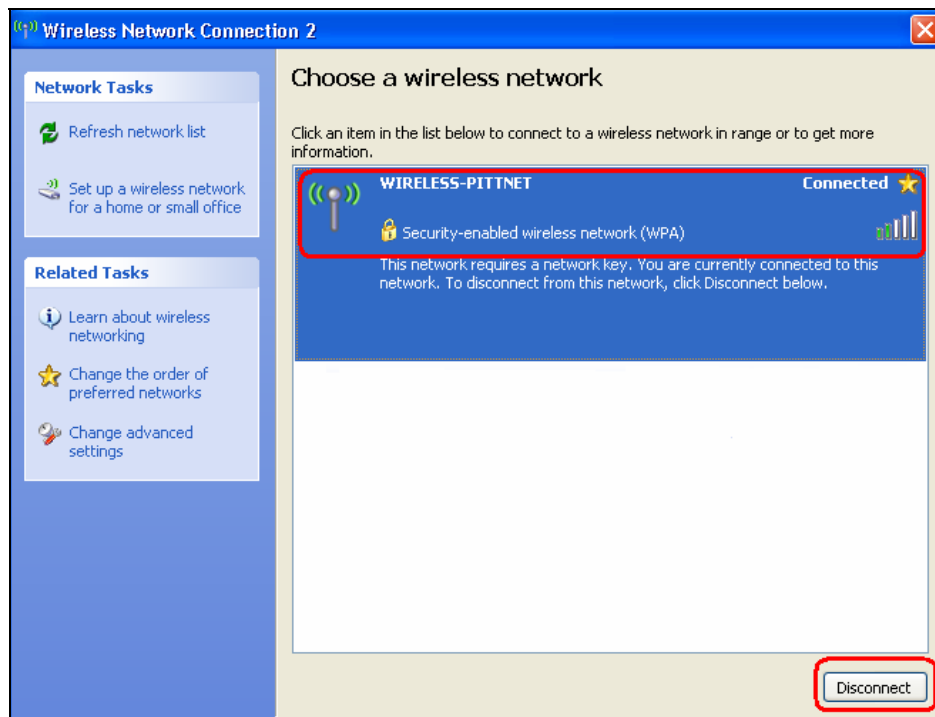 Wireless Network Connection 2
Network Tasks
Refresh network list
Set up a wireless network
for a home or small office
Related Tasks
Learn about wireless
networking
Change the order of
preferred networks
Change advanced
settings
Choose a wireless network
Click an item in the list below to connect to a wireless network in range or to get more
information.
WIRELESS-PITTNET
Connected
Security-enabled wireless network (WPA)
This network requires a network key. You are currently connected to this
network. To disconnect from this network, click Disconnect below.
Disconnect